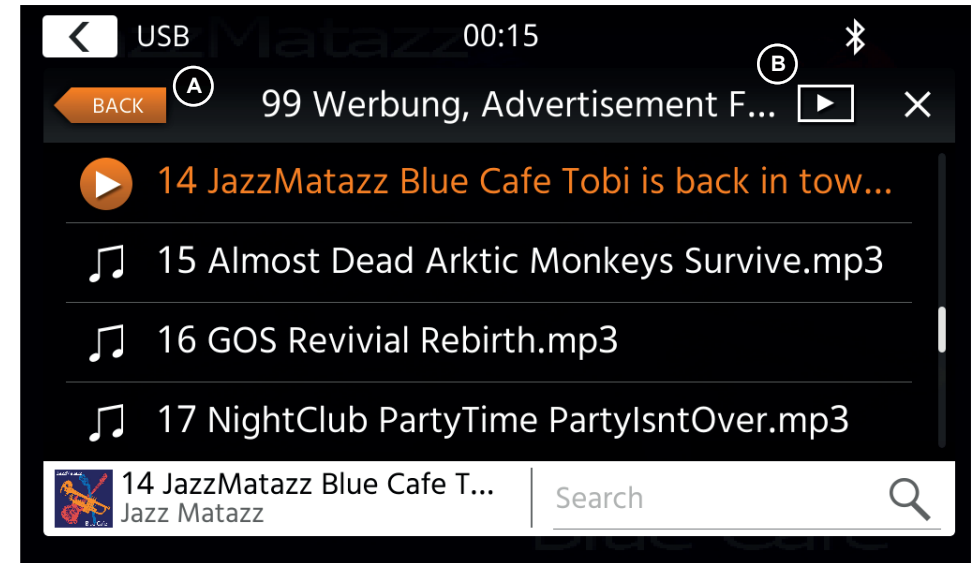 USB 00:15
A B
BACK 99 Werbung, Advertisement F...
14 JazzMatazz Blue Cafe Tobi is back in tow...
15 Almost Dead Arktic Monkeys Survive.mp3
16 GOS Revivial Rebirth.mp3
17 NightClub PartyTime PartyIsntOver.mp3
14 JazzMatazz Blue Cafe T...
Jazz Matazz
Search